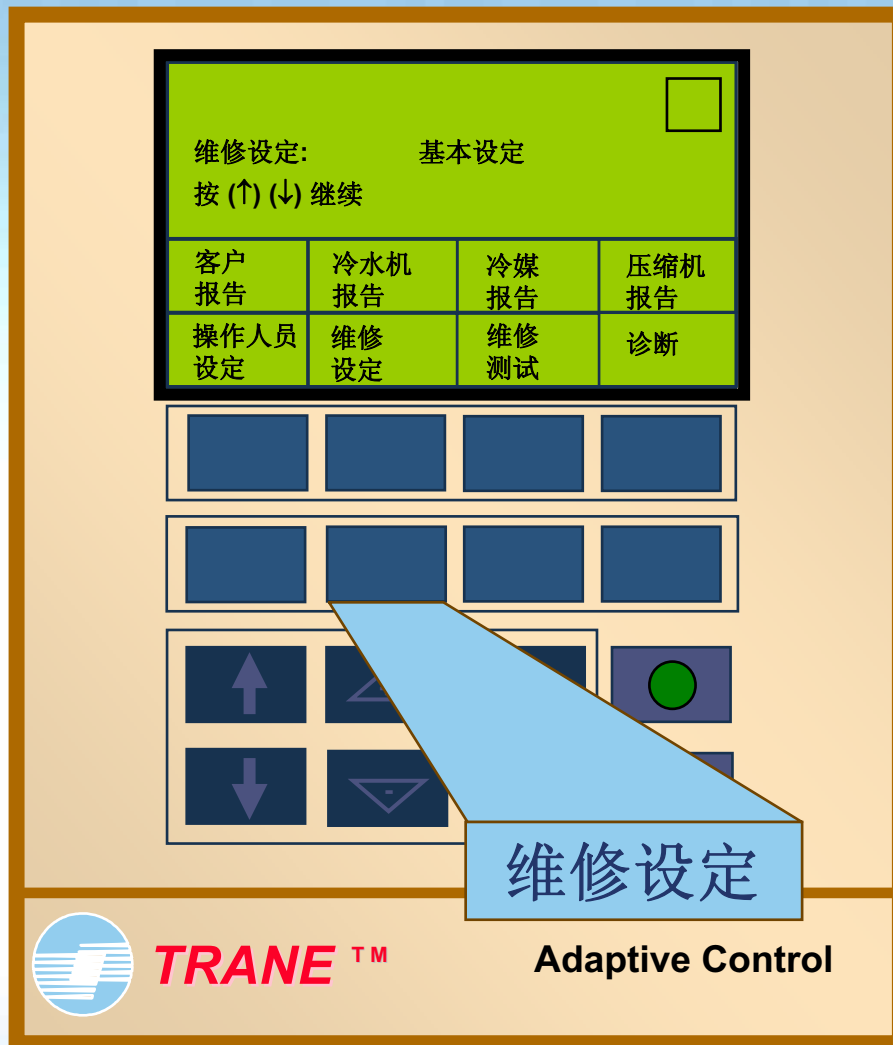 维修设定: 基本设定
按 (↑) (↓) 继续
客户
报告
冷水机
报告
冷媒
报告
压缩机
报告
操作人员
设定
维修
设定
维修
测试
诊断
-
维修设定
TRANE TM
Adaptive Control